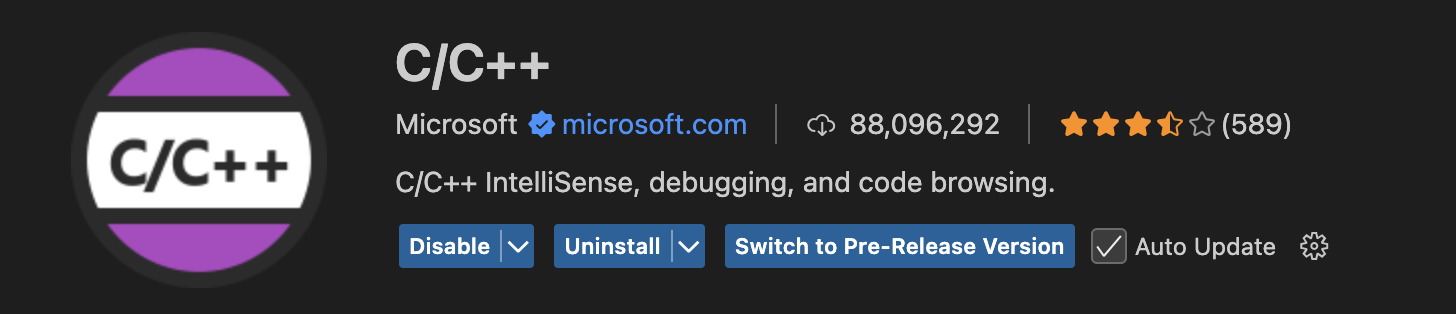 C/C++
C/C++
Microsoft microsoft.com 88,096,292 (589)
C/C++ IntelliSense, debugging, and code browsing.
Disable Uninstall Switch to Pre-Release Version Auto Update